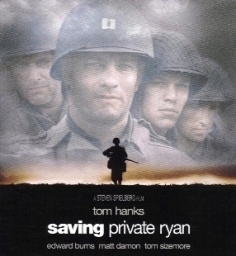 A STEVEN SPIELBERG FILM
tom hanks
saving private ryan
edward burns matt damon tom sizemore